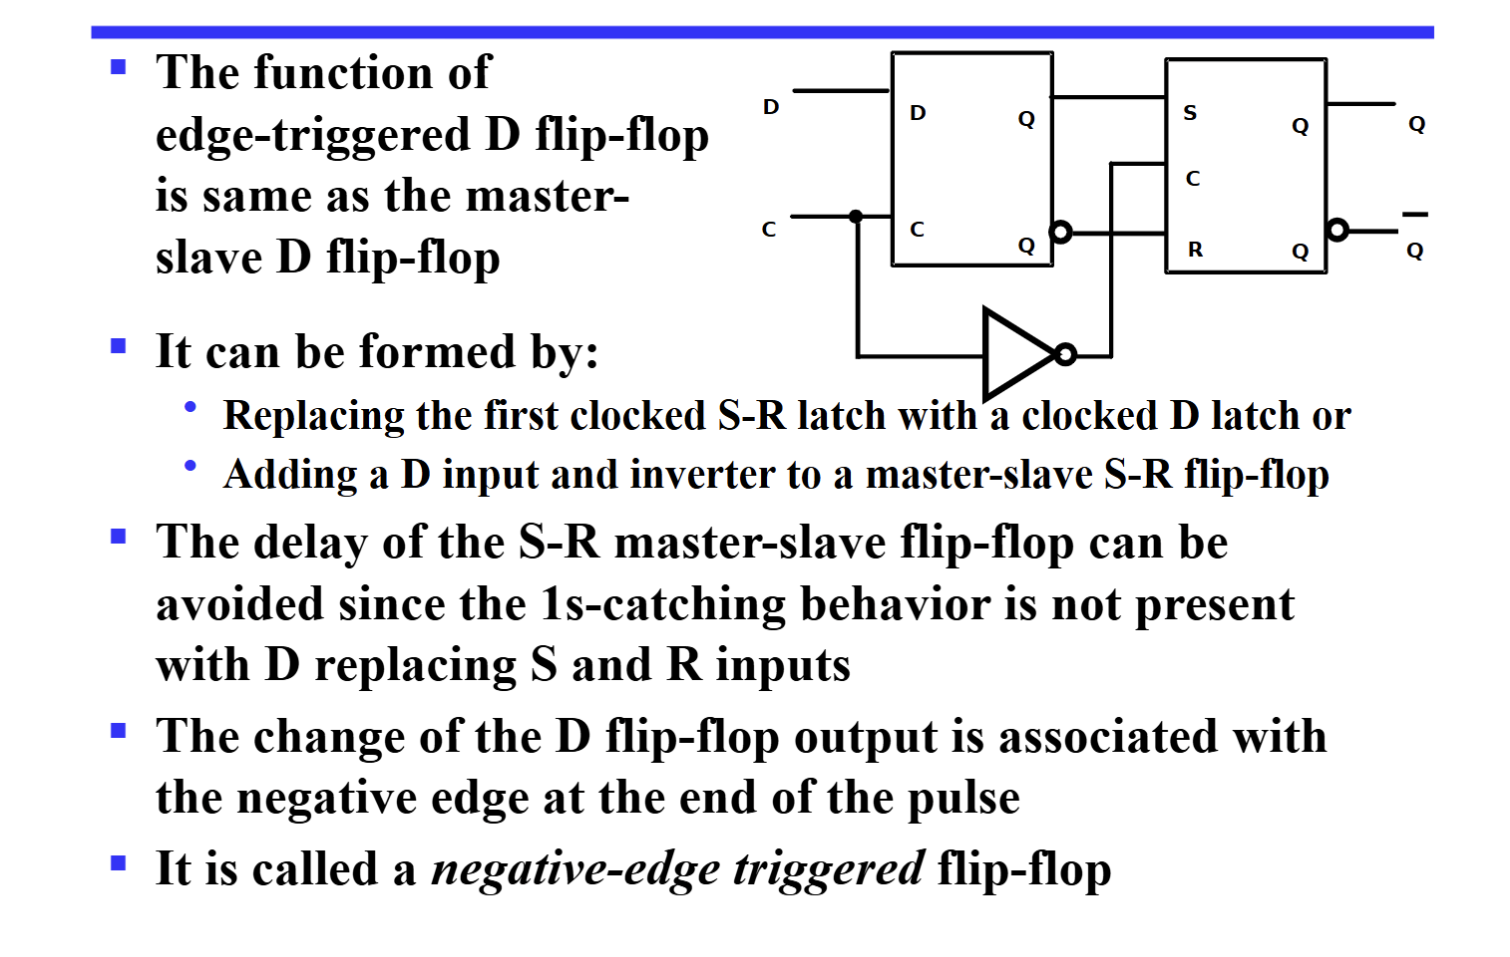 The function of
edge-triggered D flip-flop
is same as the master-
slave D flip-flop
D
C
D
C
Q
Q
S
C
R
Q
Q
Q
Q
It can be formed by:
Replacing the first clocked S-R latch with a clocked D latch or
Adding a D input and inverter to a master-slave S-R flip-flop
The delay of the S-R master-slave flip-flop can be
avoided since the 1s-catching behavior is not present
with D replacing S and R inputs
The change of the D flip-flop output is associated with
the negative edge at the end of the pulse
It is called a negative-edge triggered flip-flop